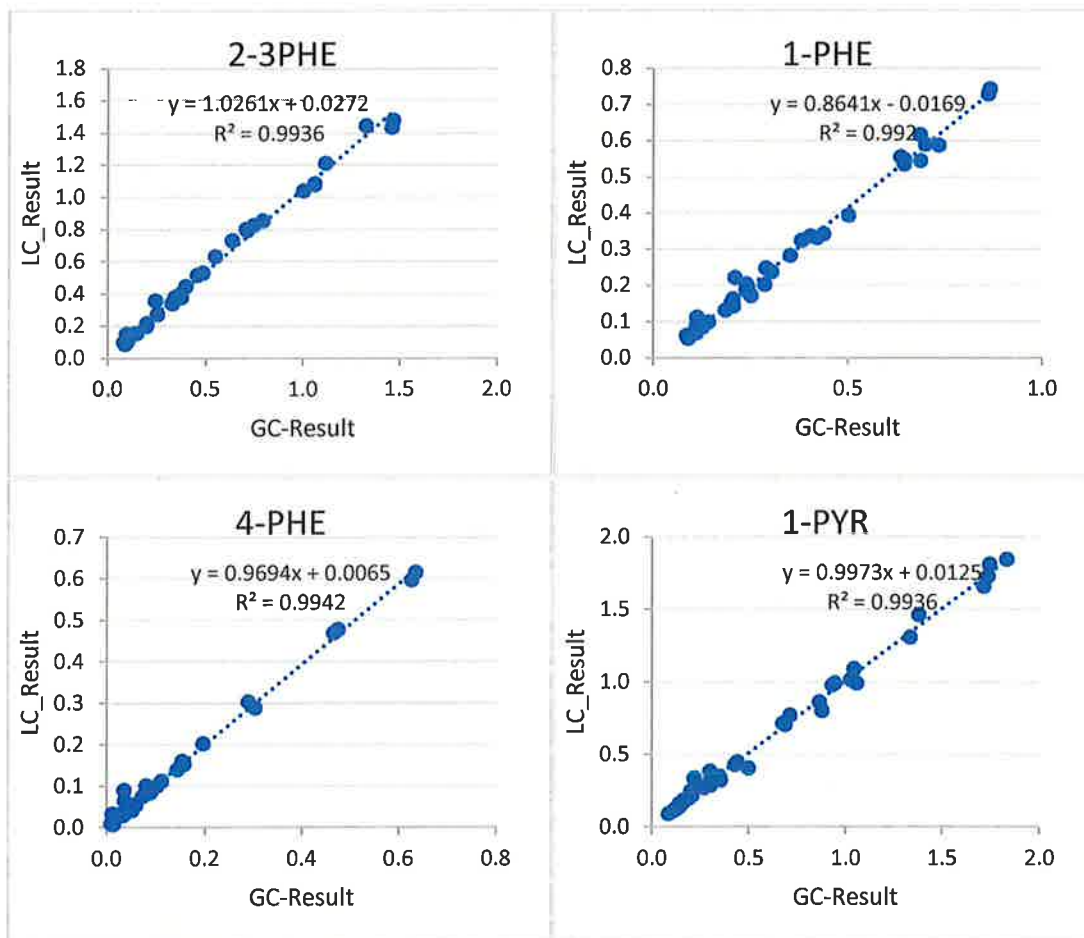 2-3PHE
1.8
1.6
1.4
1.2
1.0
0.8
0.6
0.4
0.2
0.0
y = 1.0261x + 0.0272
R² = 0.9936
LC_Result
0.0 0.5 1.0 1.5 2.0
GC-Result
1-PHE
0.8
0.7
0.6
0.5
0.4
0.3
0.2
0.1
0.0
y = 0.8641x - 0.0169
R² = 0.992
LC_Result
0.0 0.5 1.0
GC-Result
4-PHE
0.7
0.6
0.5
0.4
0.3
0.2
0.1
0.0
y = 0.9694x + 0.0065
R² = 0.9942
LC_Result
0.0 0.2 0.4 0.6 0.8
GC-Result
1-PYR
2.0
1.5
1.0
0.5
0.0
y = 0.9973x + 0.0125
R² = 0.9936
LC_Result
0.0 0.5 1.0 1.5 2.0
GC-Result